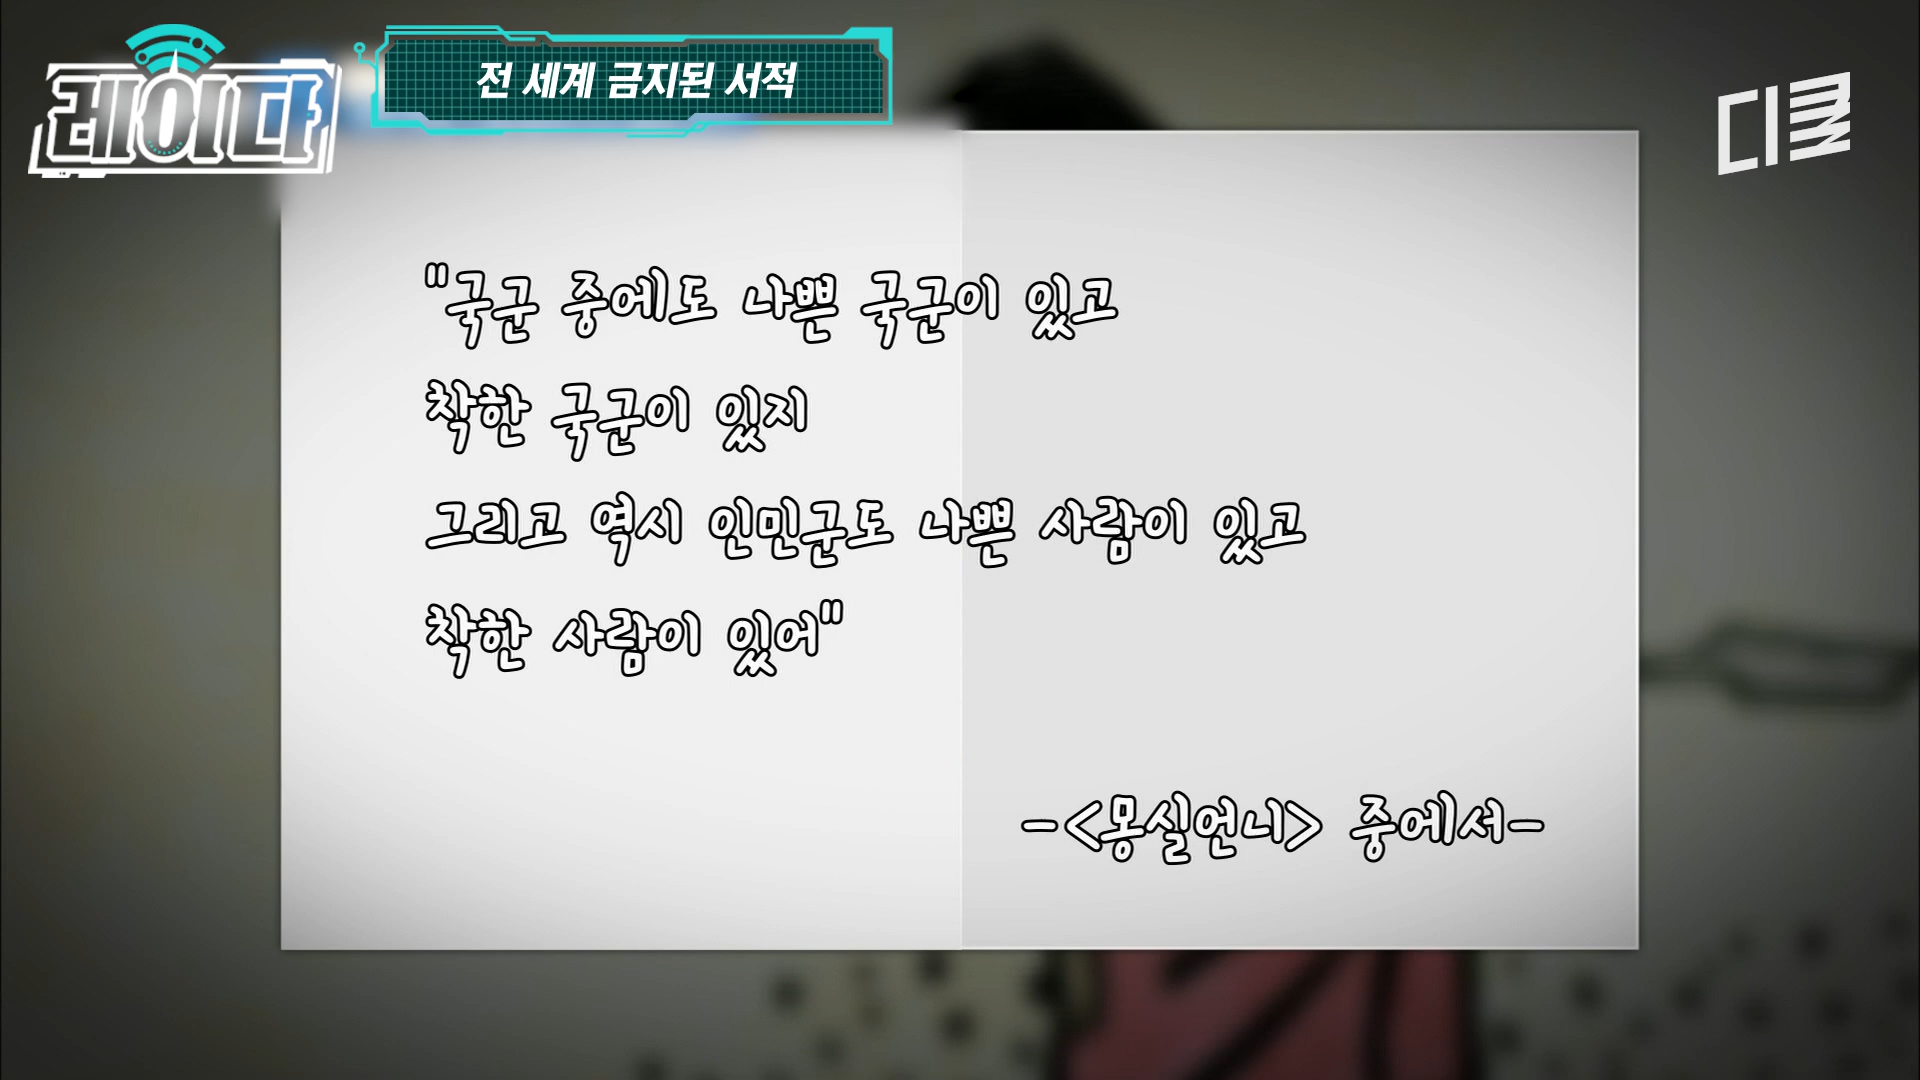 레이다
전 세계 금지된 서적
디글
"국군 중에도 나쁜 국군이 있고
착한 국군이 있지
그리고 역시 인민군도 나쁜 사람이 있고
착한 사람이 있어"
-<몽실언니> 중에서-